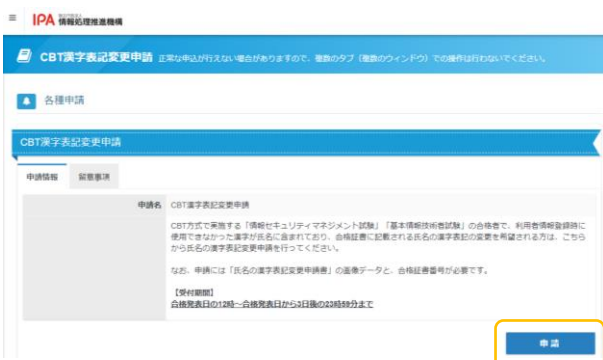 IPA 独立行政法人 情報処理推進機構
CBT漢字表記変更申請 正常な申込が行えない場合がありますので、複数のタブ（複数のウィンドウ）での操作は行わないでください。
各種申請
CBT漢字表記変更申請
申請情報 留意事項
申請名 CBT漢字表記変更申請
CBT方式で実施する「情報セキュリティマネジメント試験」「基本情報技術者試験」の合格者で、利用者情報登録時に
使用できなかった漢字が氏名に含まれており、合格証書に記載される氏名の漢字表記の変更を希望される方は、こちら
から氏名の漢字表記変更申請を行ってください。
なお、申請には「氏名の漢字表記変更申請書」の画像データと、合格証書番号が必要です。
【受付期間】
合格発表日の12時～合格発表日から3日後の23時59分まで
申請